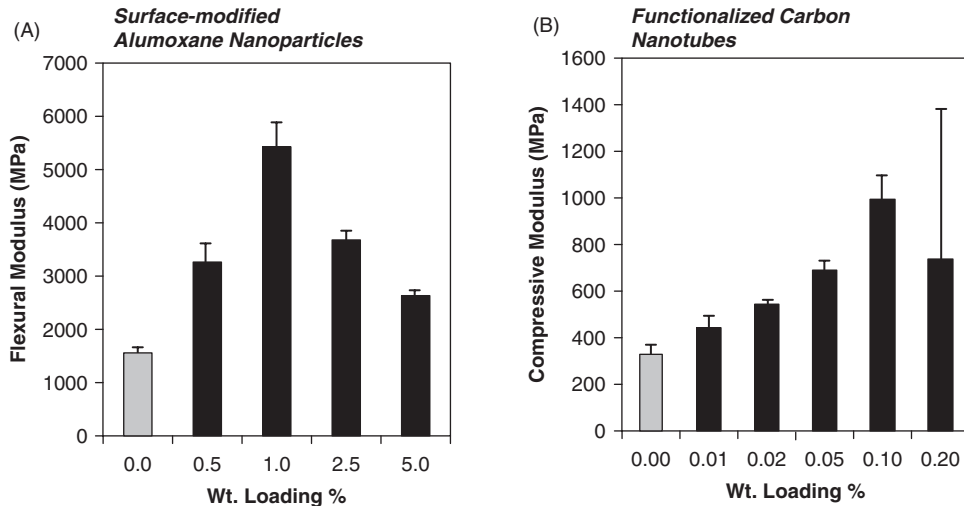 (A)
Surface-modified
Alumoxane Nanoparticles
7000
6000
5000
4000
3000
2000
1000
0
Flexural Modulus (MPa)
0.0 0.5 1.0 2.5 5.0
Wt. Loading %
(B)
Functionalized Carbon
Nanotubes
1600
1400
1200
1000
800
600
400
200
0
Compressive Modulus (MPa)
0.00 0.01 0.02 0.05 0.10 0.20
Wt. Loading %